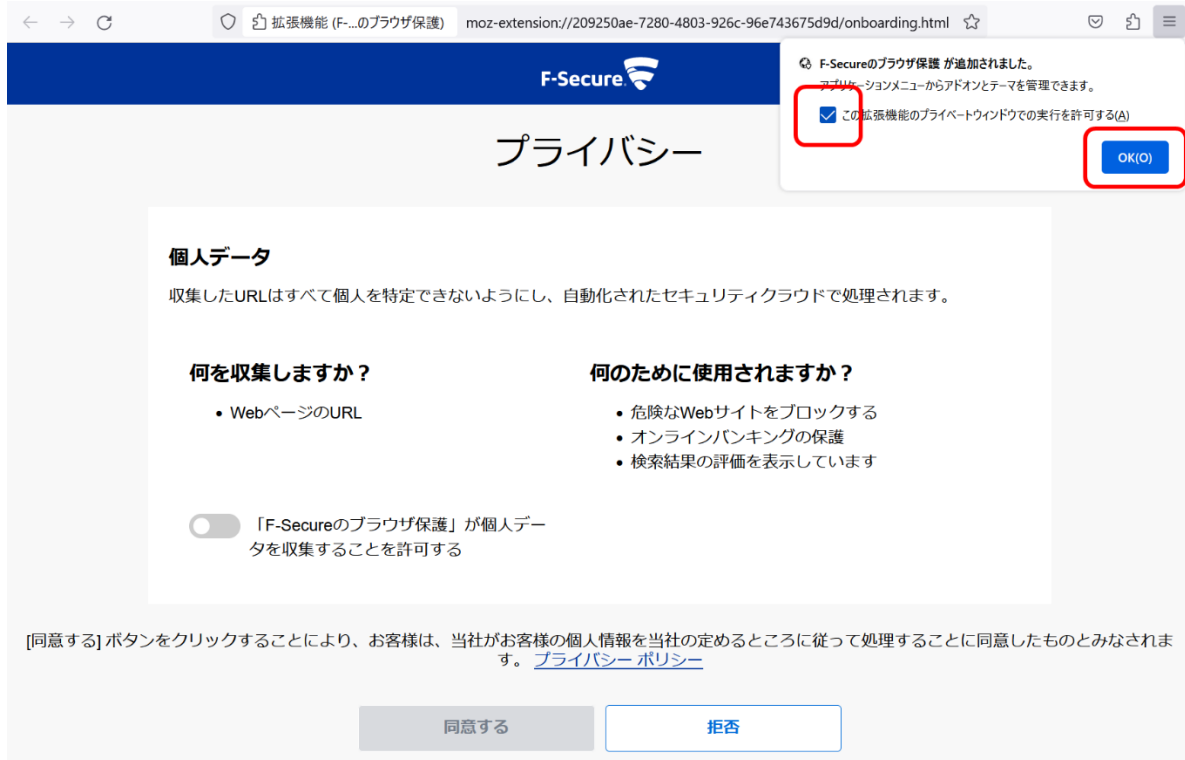 拡張機能 (F-...のブラウザ保護) moz-extension://209250ae-7280-4803-926c-96e743675d9d/onboarding.html
F-Secure
F-Secureのブラウザ保護 が追加されました。
アプリケーションメニューからアドオンとテーマを管理できます。
この拡張機能のプライベートウィンドウでの実行を許可する(A)
OK(O)
プライバシー
個人データ
収集したURLはすべて個人を特定できないようにし、自動化されたセキュリティクラウドで処理されます。
何を収集しますか？
• WebページのURL
何のために使用されますか？
• 危険なWebサイトをブロックする
• オンラインバンキングの保護
• 検索結果の評価を表示しています
「F-Secureのブラウザ保護」が個人デー
タを収集することを許可する
[同意する] ボタンをクリックすることにより、お客様は、当社がお客様の個人情報を当社の定めるところに従って処理することに同意したものとみなされま
す。 プライバシー ポリシー
同意する
拒否